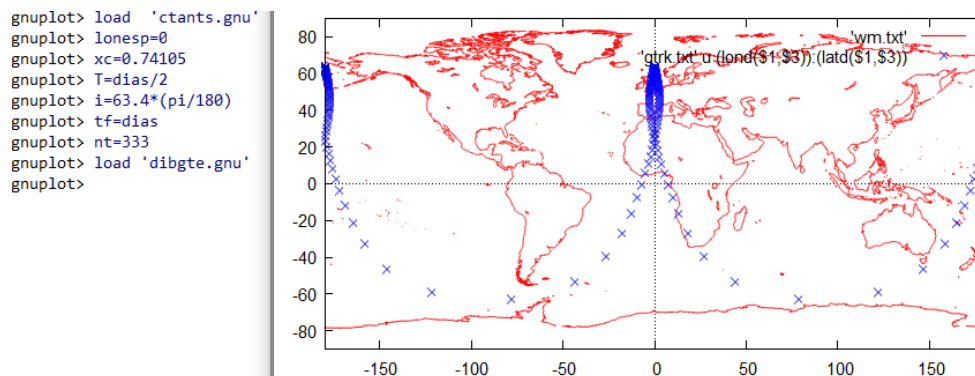 gnuplot> load  'ctants.gnu'
gnuplot> lonesp=0
gnuplot> xc=0.74105
gnuplot> T=dias/2
gnuplot> i=63.4*(pi/180)
gnuplot> tf=dias
gnuplot> nt=333
gnuplot> load 'dibgte.gnu'
gnuplot>
80
60
40
20
0
-20
-40
-60
-80
'wm.txt'
'gtrk.txt' u (lond($1,$3)):(latd($1,$3))
-150 -100 -50 0 50 100 150